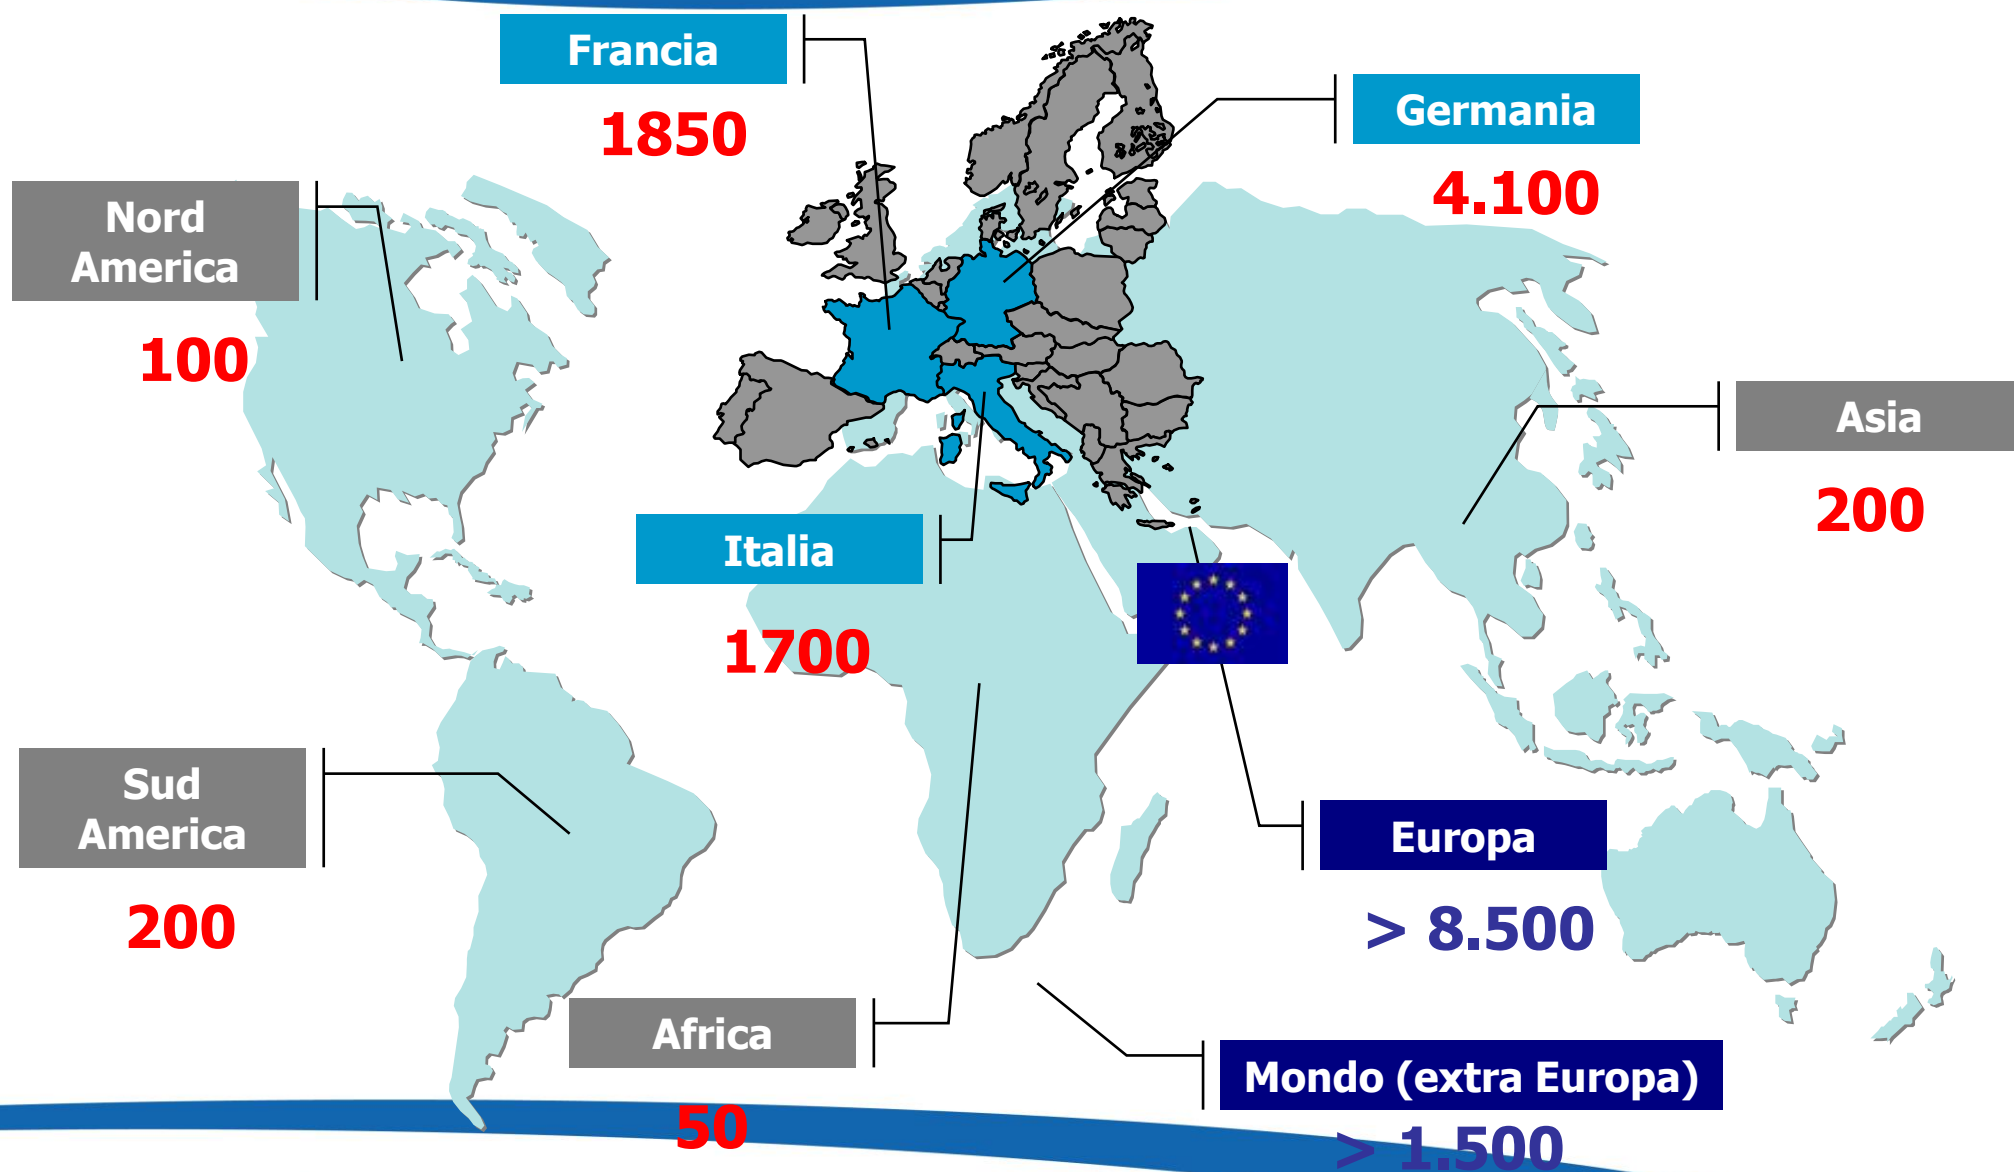 Francia
1850
Germania
4.100
Nord
America
100
Asia
200
Italia
1700
Sud
America
200
Europa
> 8.500
Africa
50
Mondo (extra Europa)
> 1.500